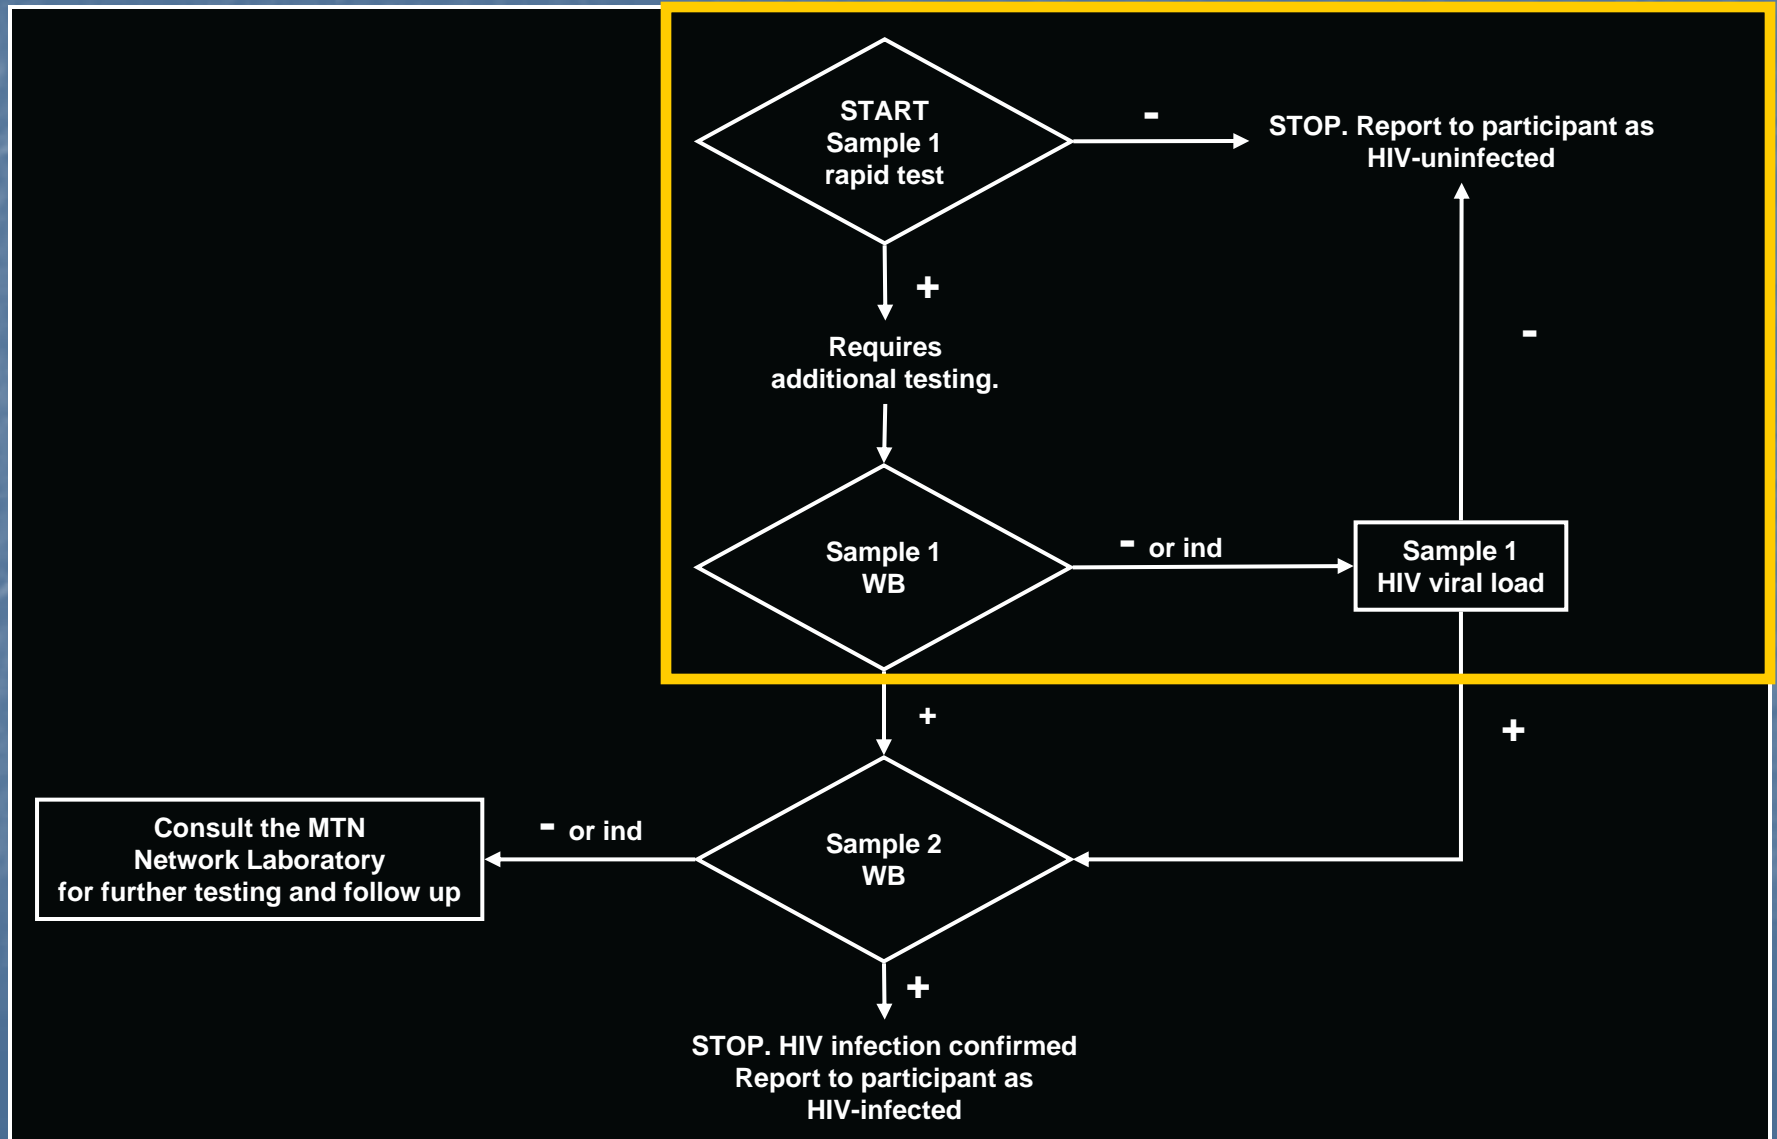 START
Sample 1
rapid test
-
STOP. Report to participant as
HIV-uninfected
+
Requires
additional testing.
-
Sample 1
WB
- or ind
Sample 1
HIV viral load
+
+
Consult the MTN
Network Laboratory
for further testing and follow up
- or ind
Sample 2
WB
+
STOP. HIV infection confirmed
Report to participant as
HIV-infected